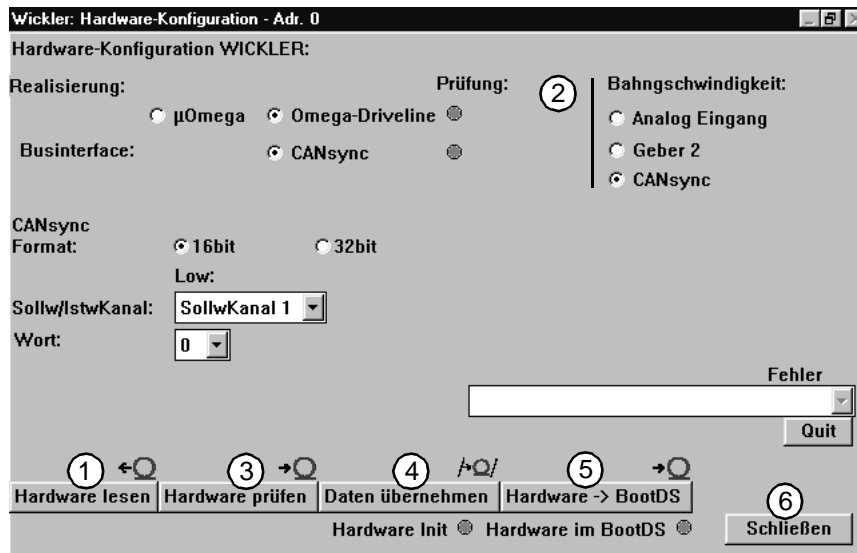 Wickler: Hardware-Konfiguration - Adr. 0
Hardware-Konfiguration WICKLER:
Realisierung:
Prüfung:
2
Bahngschwindigkeit:
µOmega
Omega-Driveline
Analog Eingang
Businterface:
CANsync
Geber 2
CANsync
CANsync
Format:
16bit
32bit
Low:
Sollw/IstwKanal:
SollwKanal 1
Wort:
0
Fehler
Quit
1
3
4
5
6
Hardware lesen
Hardware prüfen
Daten übernehmen
Hardware -> BootDS
Hardware Init
Hardware im BootDS
Schließen